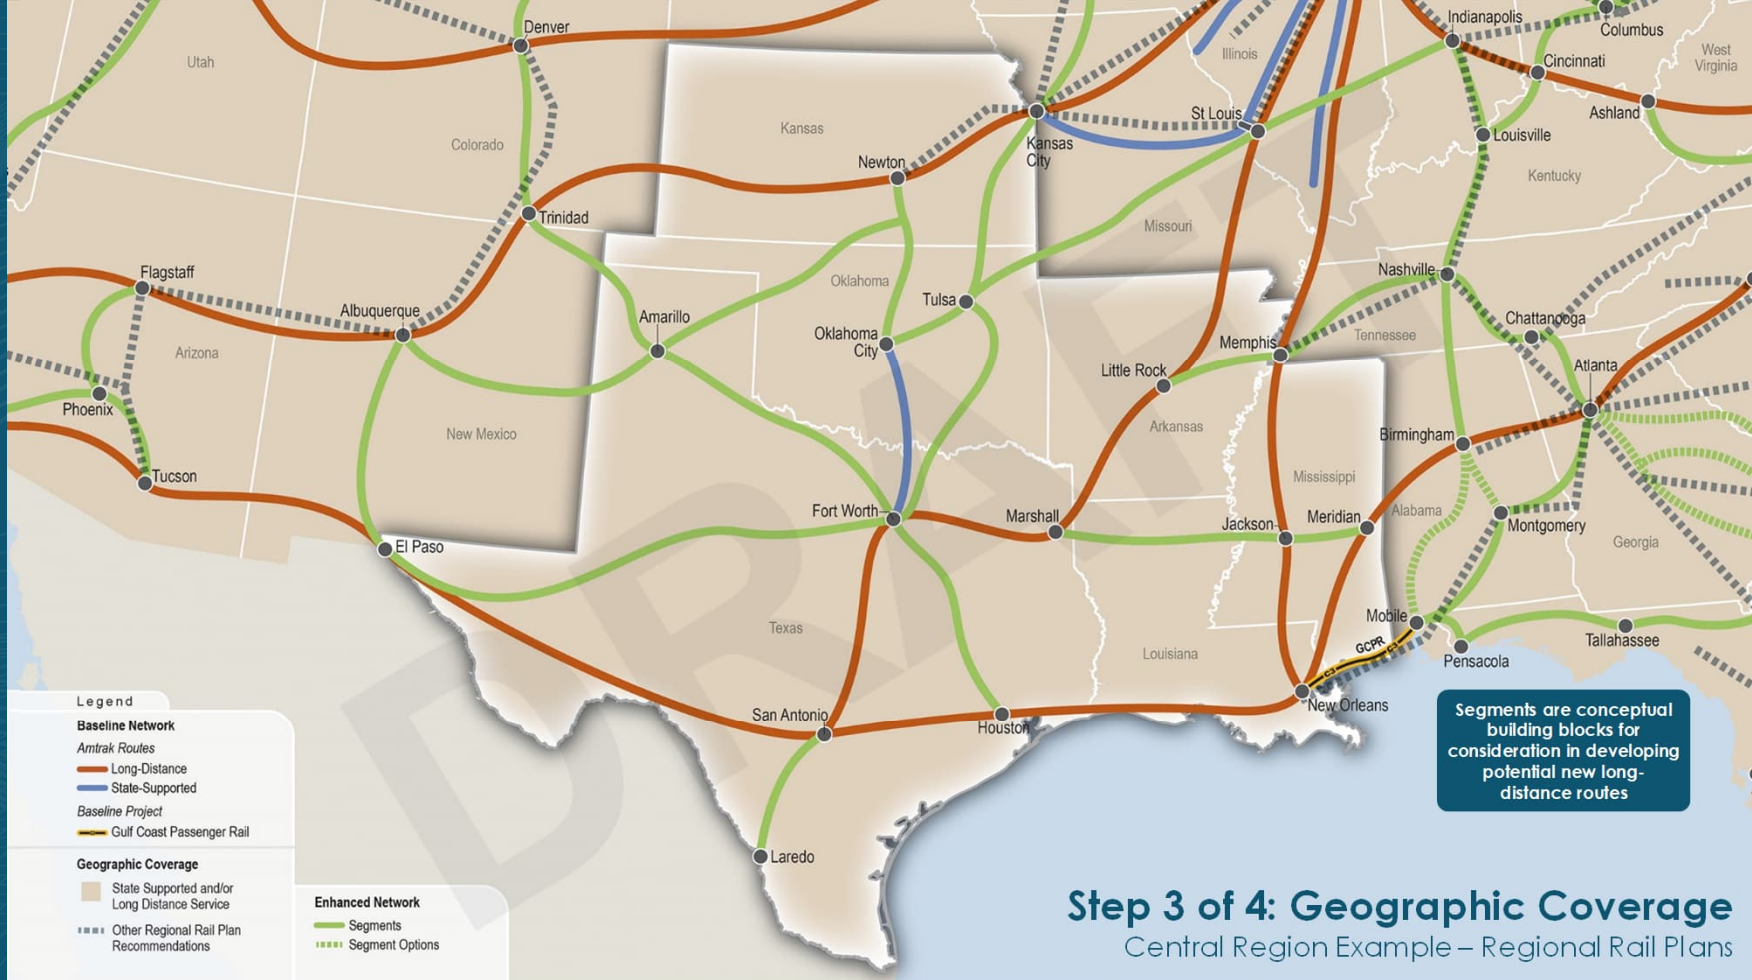 Denver
Utah
Colorado
Kansas
Illinois
Indianapolis
Columbus
West
Virginia
Cincinnati
Ashland
St Louis
Louisville
Kentucky
Kansas
City
Newton
Missouri
Trinidad
Flagstaff
Albuquerque
Amarillo
Oklahoma
Tulsa
Oklahoma
City
Nashville
Memphis
Tennessee
Chattanooga
Arizona
Phoenix
Little Rock
Atlanta
Arkansas
New Mexico
Birmingham
Tucson
Mississippi
Fort Worth
Marshall
Jackson
Meridian
Alabama
Montgomery
Georgia
El Paso
Texas
Louisiana
Mobile
GCPR
Tallahassee
Pensacola
New Orleans
San Antonio
Houston
Laredo
DRAFT
Segments are conceptual
building blocks for
consideration in developing
potential new long-
distance routes
Legend
Baseline Network
Amtrak Routes
Long-Distance
State-Supported
Baseline Project
Gulf Coast Passenger Rail
Geographic Coverage
State Supported and/or
Long Distance Service
Other Regional Rail Plan
Recommendations
Enhanced Network
Segments
Segment Options
Step 3 of 4: Geographic Coverage
Central Region Example – Regional Rail Plans